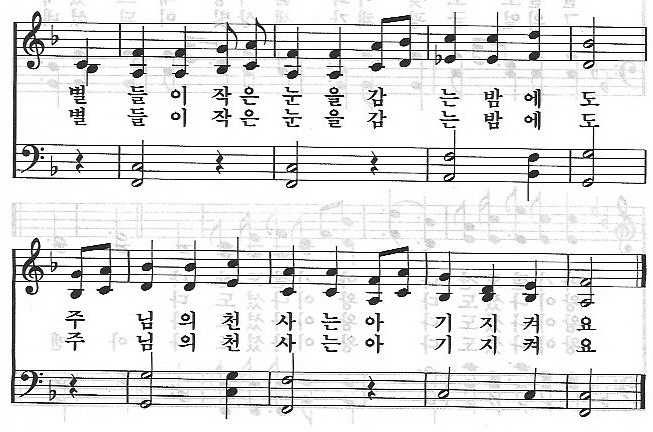 별 들 이 작 은 눈 을 감 는 밤 에 도
별 들 이 작 은 눈 을 감 는 밤 에 도
주 님 의 천 사 는 아 기 지 켜 요
주 님 의 천 사 는 아 기 지 켜 요